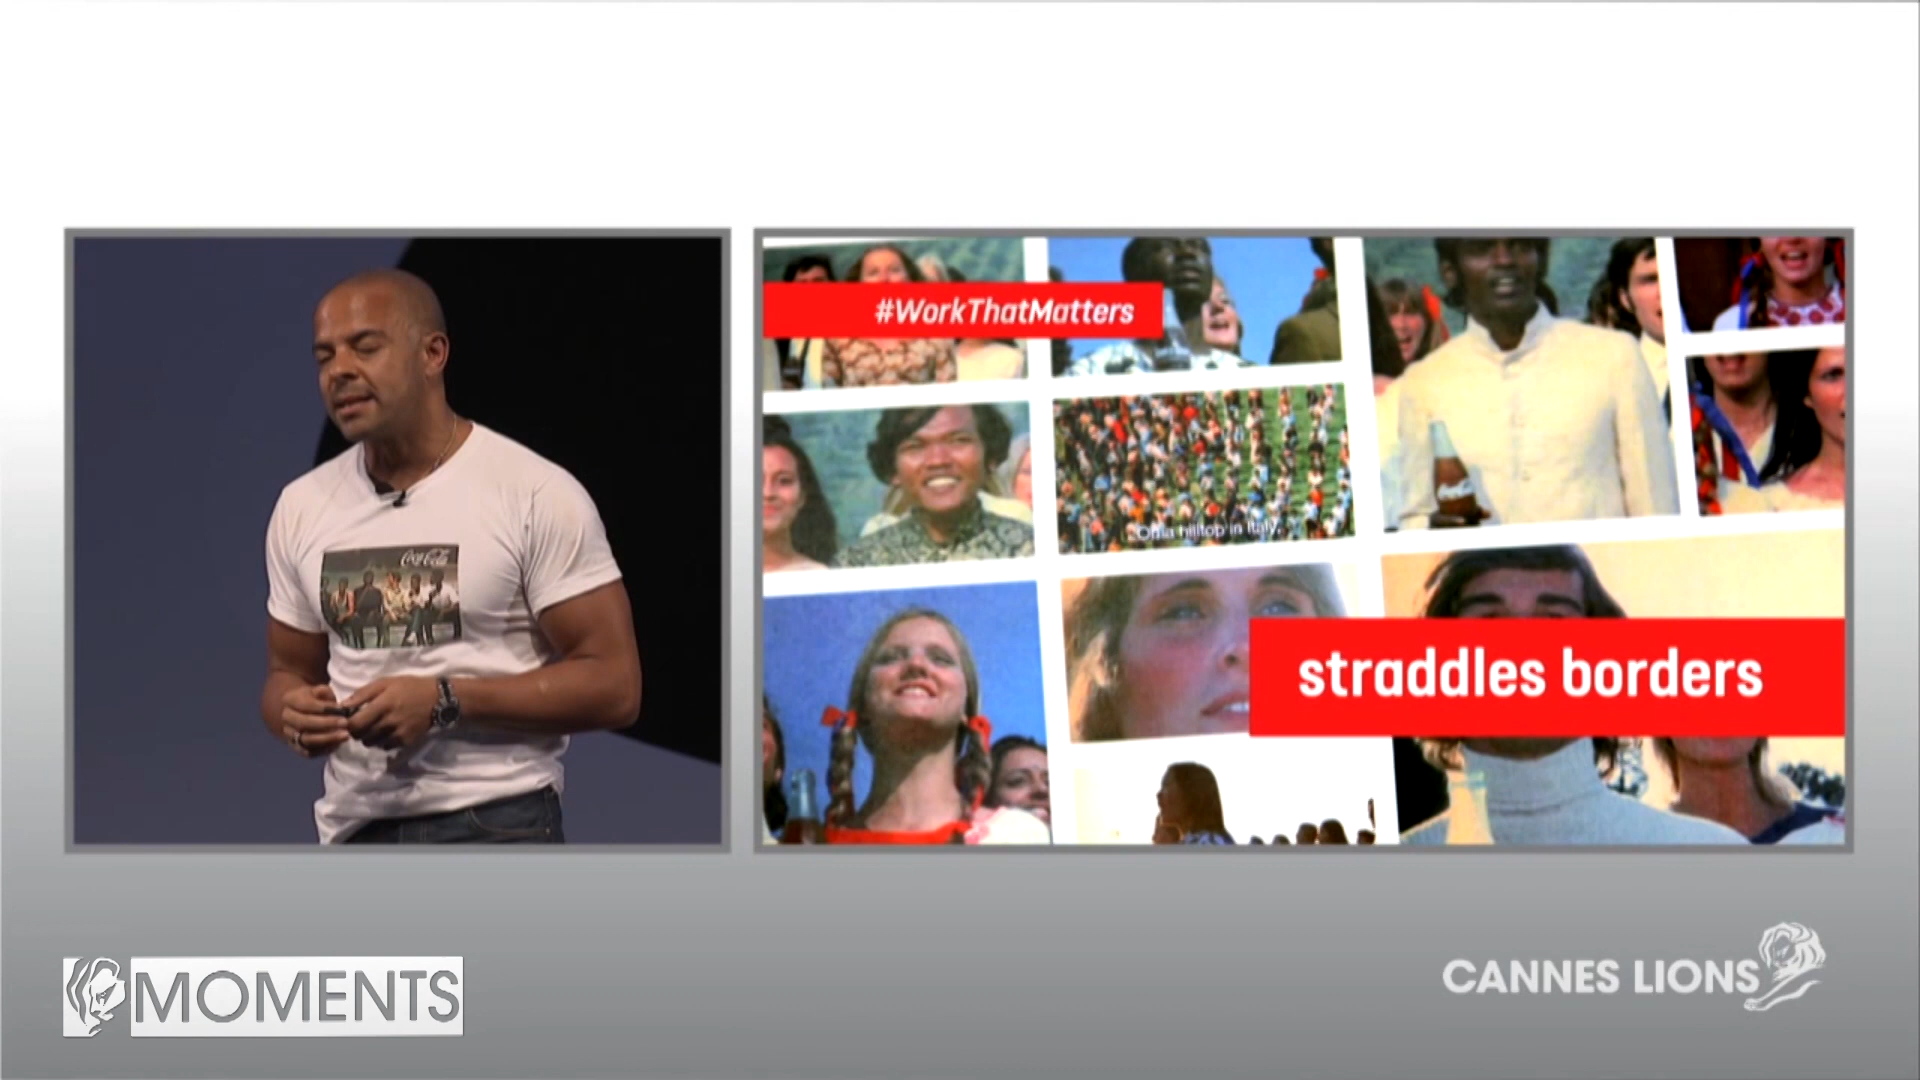 #WorkThatMatters
Coca-Cola
Coca-Cola
On a hilltop in Italy,
straddles borders
MOMENTS
CANNES LIONS